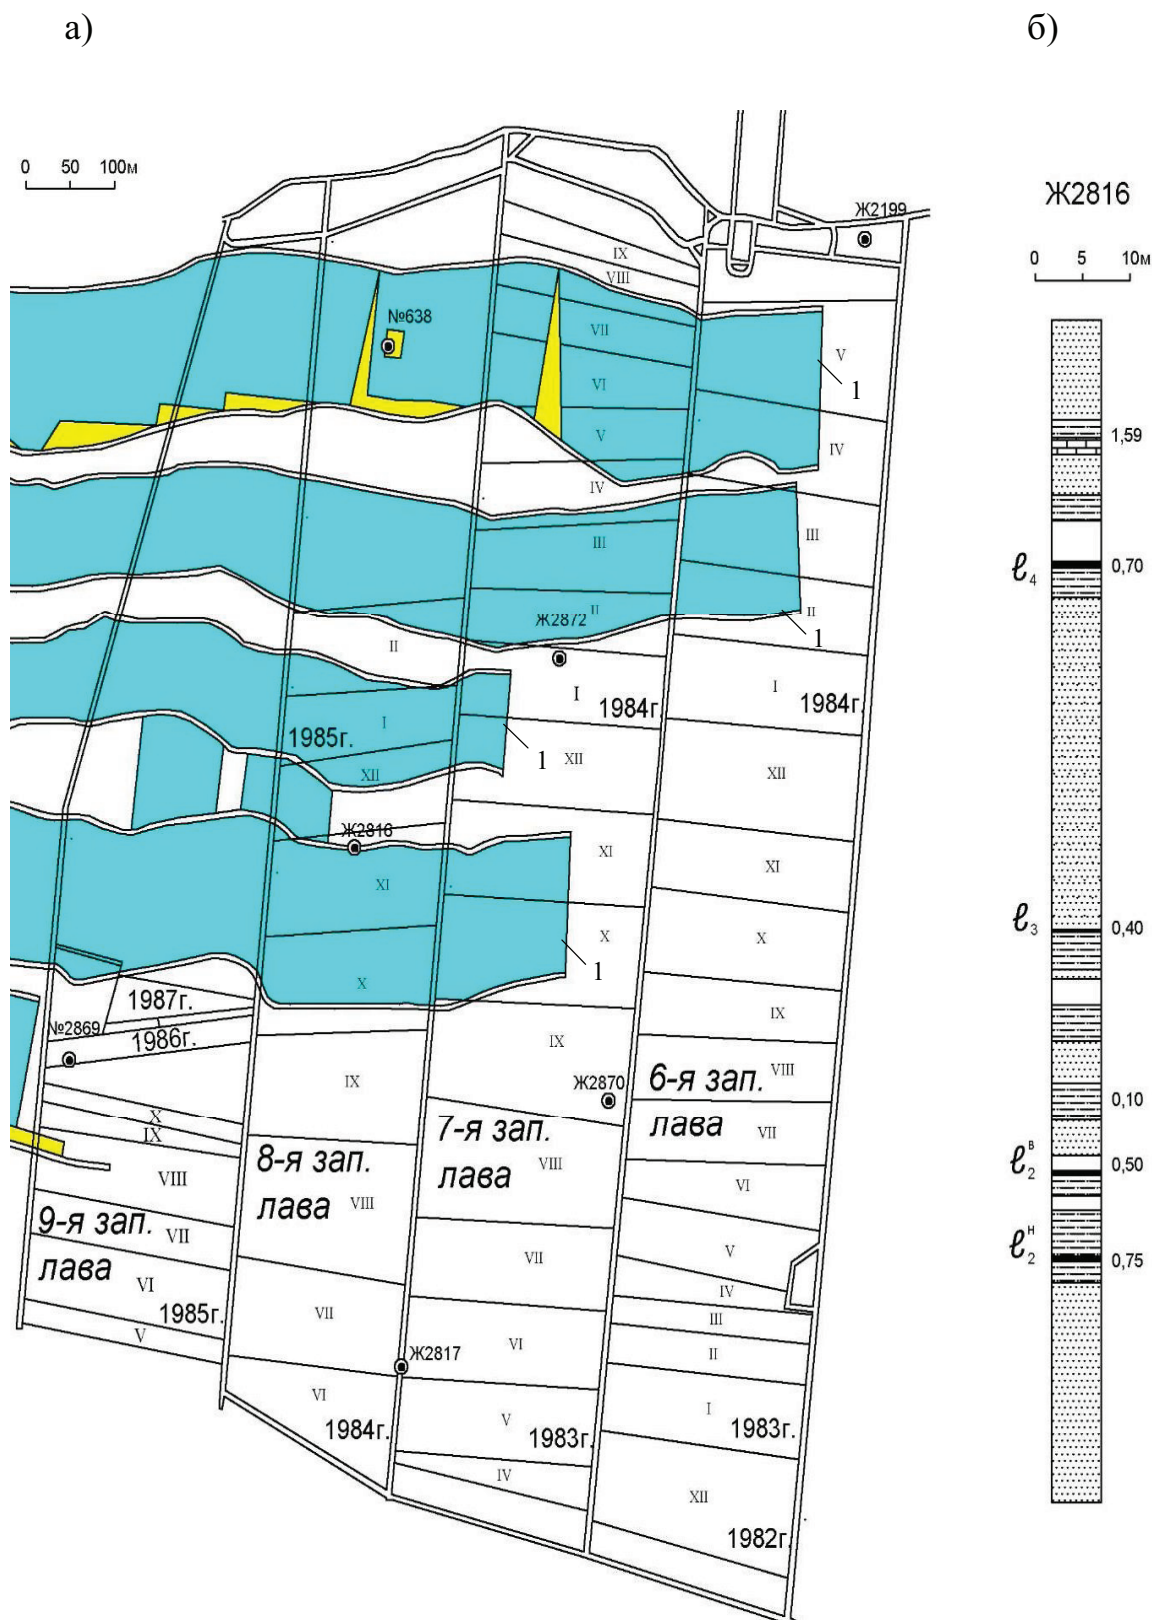 а)
б)
0 50 100м
Ж2816
0 5 10м
Ж2199
IX
VIII
№638
VII
V
1
VI
V
IV
IV
III
III
II
II
1
Ж2872
II
I
1984г.
I
1984г.
I
1985г.
1
XII
XII
XII
Ж2816
XI
XI
XI
X
X
1
X
1987г.
IX
№2869
1986г.
IX
IX
Ж2870
6-я зап.
лава
VIII
X
IX
7-я зап.
лава
VII
8-я зап.
лава
VIII
VIII
VIII
VI
9-я зап.
лава
VII
VII
V
VI
IV
1985г.
VII
III
V
VI
II
Ж2817
VI
1984г.
V
1983г.
I
1983г.
IV
XII
1982г.
1,59
ℓ4 0,70
ℓ3 0,40
0,10
ℓ2в 0,50
ℓ2н 0,75